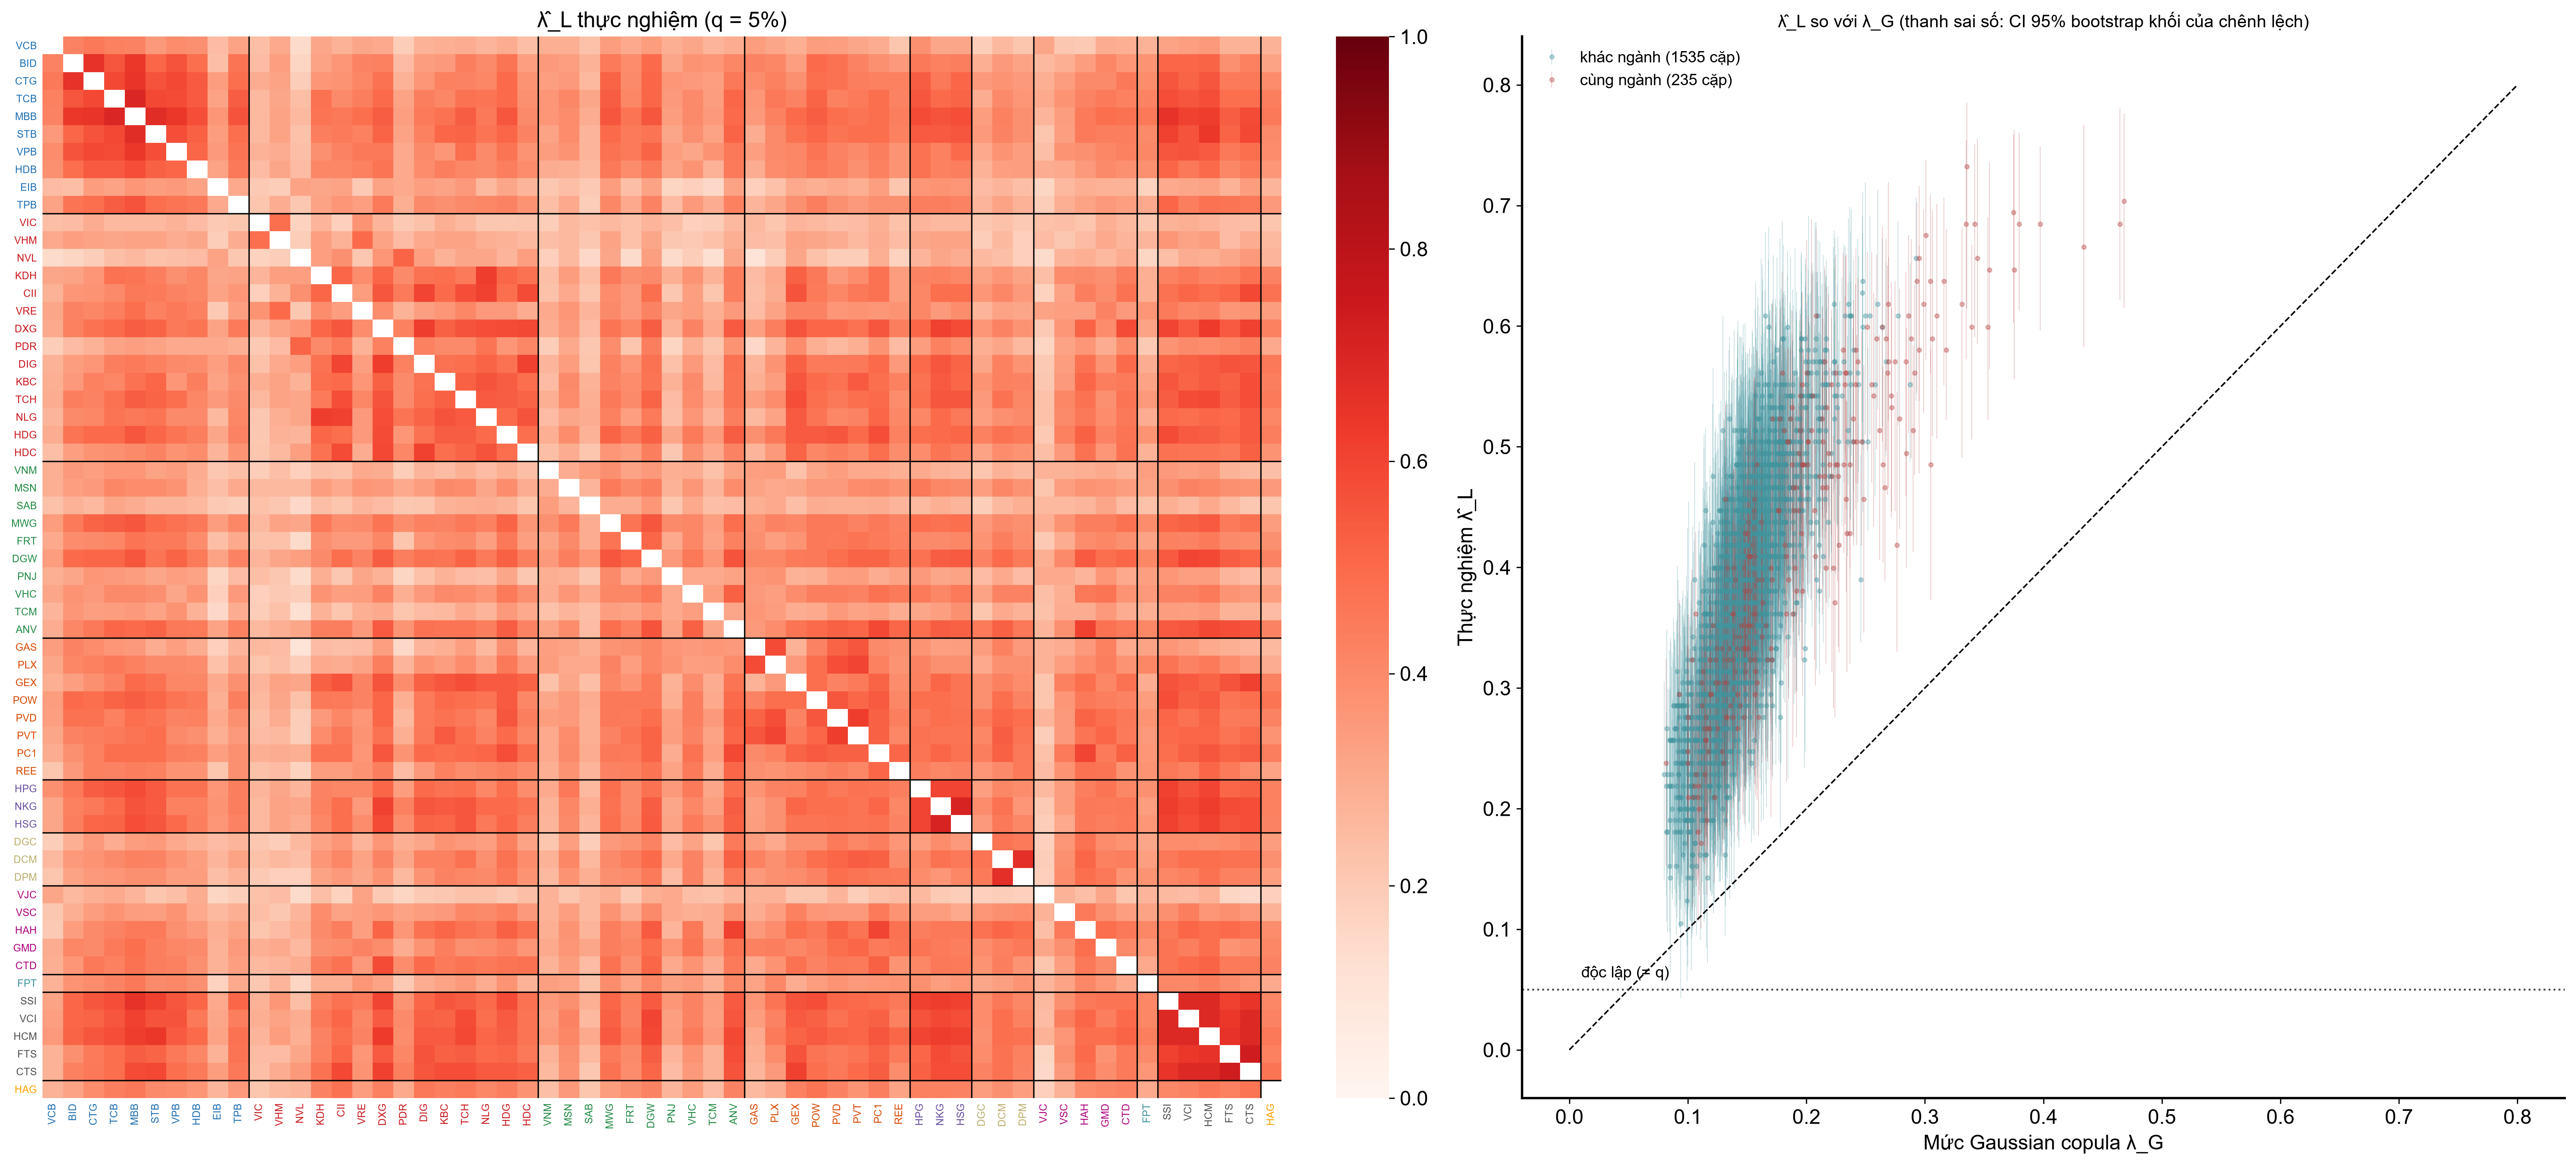 λ̂_L thực nghiệm (q = 5%)
VCB
BID
CTG
TCB
MBB
STB
VPB
HDB
EIB
TPB
VIC
VHM
NVL
KDH
CII
VRE
DXG
PDR
DIG
KBC
TCH
NLG
HDG
HDC
VNM
MSN
SAB
MWG
FRT
DGW
PNJ
VHC
TCM
ANV
GAS
PLX
GEX
POW
PVD
PVT
PC1
REE
HPG
NKG
HSG
DGC
DCM
DPM
VJC
VSC
HAH
GMD
CTD
FPT
SSI
VCI
HCM
FTS
CTS
HAG
VCB BID CTG TCB MBB STB VPB HDB EIB TPB VIC VHM NVL KDH CII VRE DXG PDR DIG KBC TCH NLG HDG HDC VNM MSN SAB MWG FRT DGW PNJ VHC TCM ANV GAS PLX GEX POW PVD PVT PC1 REE HPG NKG HSG DGC DCM DPM VJC VSC HAH GMD CTD FPT SSI VCI HCM FTS CTS HAG
1.0
0.8
0.6
0.4
0.2
0.0
λ̂_L so với λ_G (thanh sai số: CI 95% bootstrap khối của chênh lệch)
khác ngành (1535 cặp)
cùng ngành (235 cặp)
Thực nghiệm λ̂_L
0.8
0.7
0.6
0.5
0.4
0.3
0.2
0.1
0.0
độc lập (= q)
0.0 0.1 0.2 0.3 0.4 0.5 0.6 0.7 0.8
Mức Gaussian copula λ_G